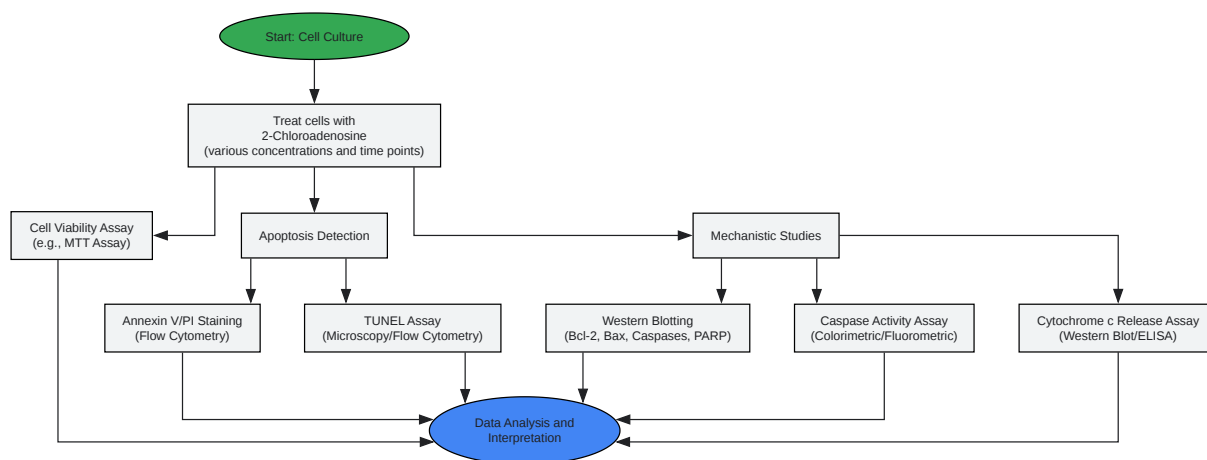 Start: Cell Culture
Treat cells with
2-Chloroadenosine
(various concentrations and time points)
Cell Viability Assay
(e.g., MTT Assay)
Apoptosis Detection
Mechanistic Studies
Annexin V/PI Staining
(Flow Cytometry)
TUNEL Assay
(Microscopy/Flow Cytometry)
Western Blotting
(Bcl-2, Bax, Caspases, PARP)
Caspase Activity Assay
(Colorimetric/Fluorometric)
Cytochrome c Release Assay
(Western Blot/ELISA)
Data Analysis and
Interpretation